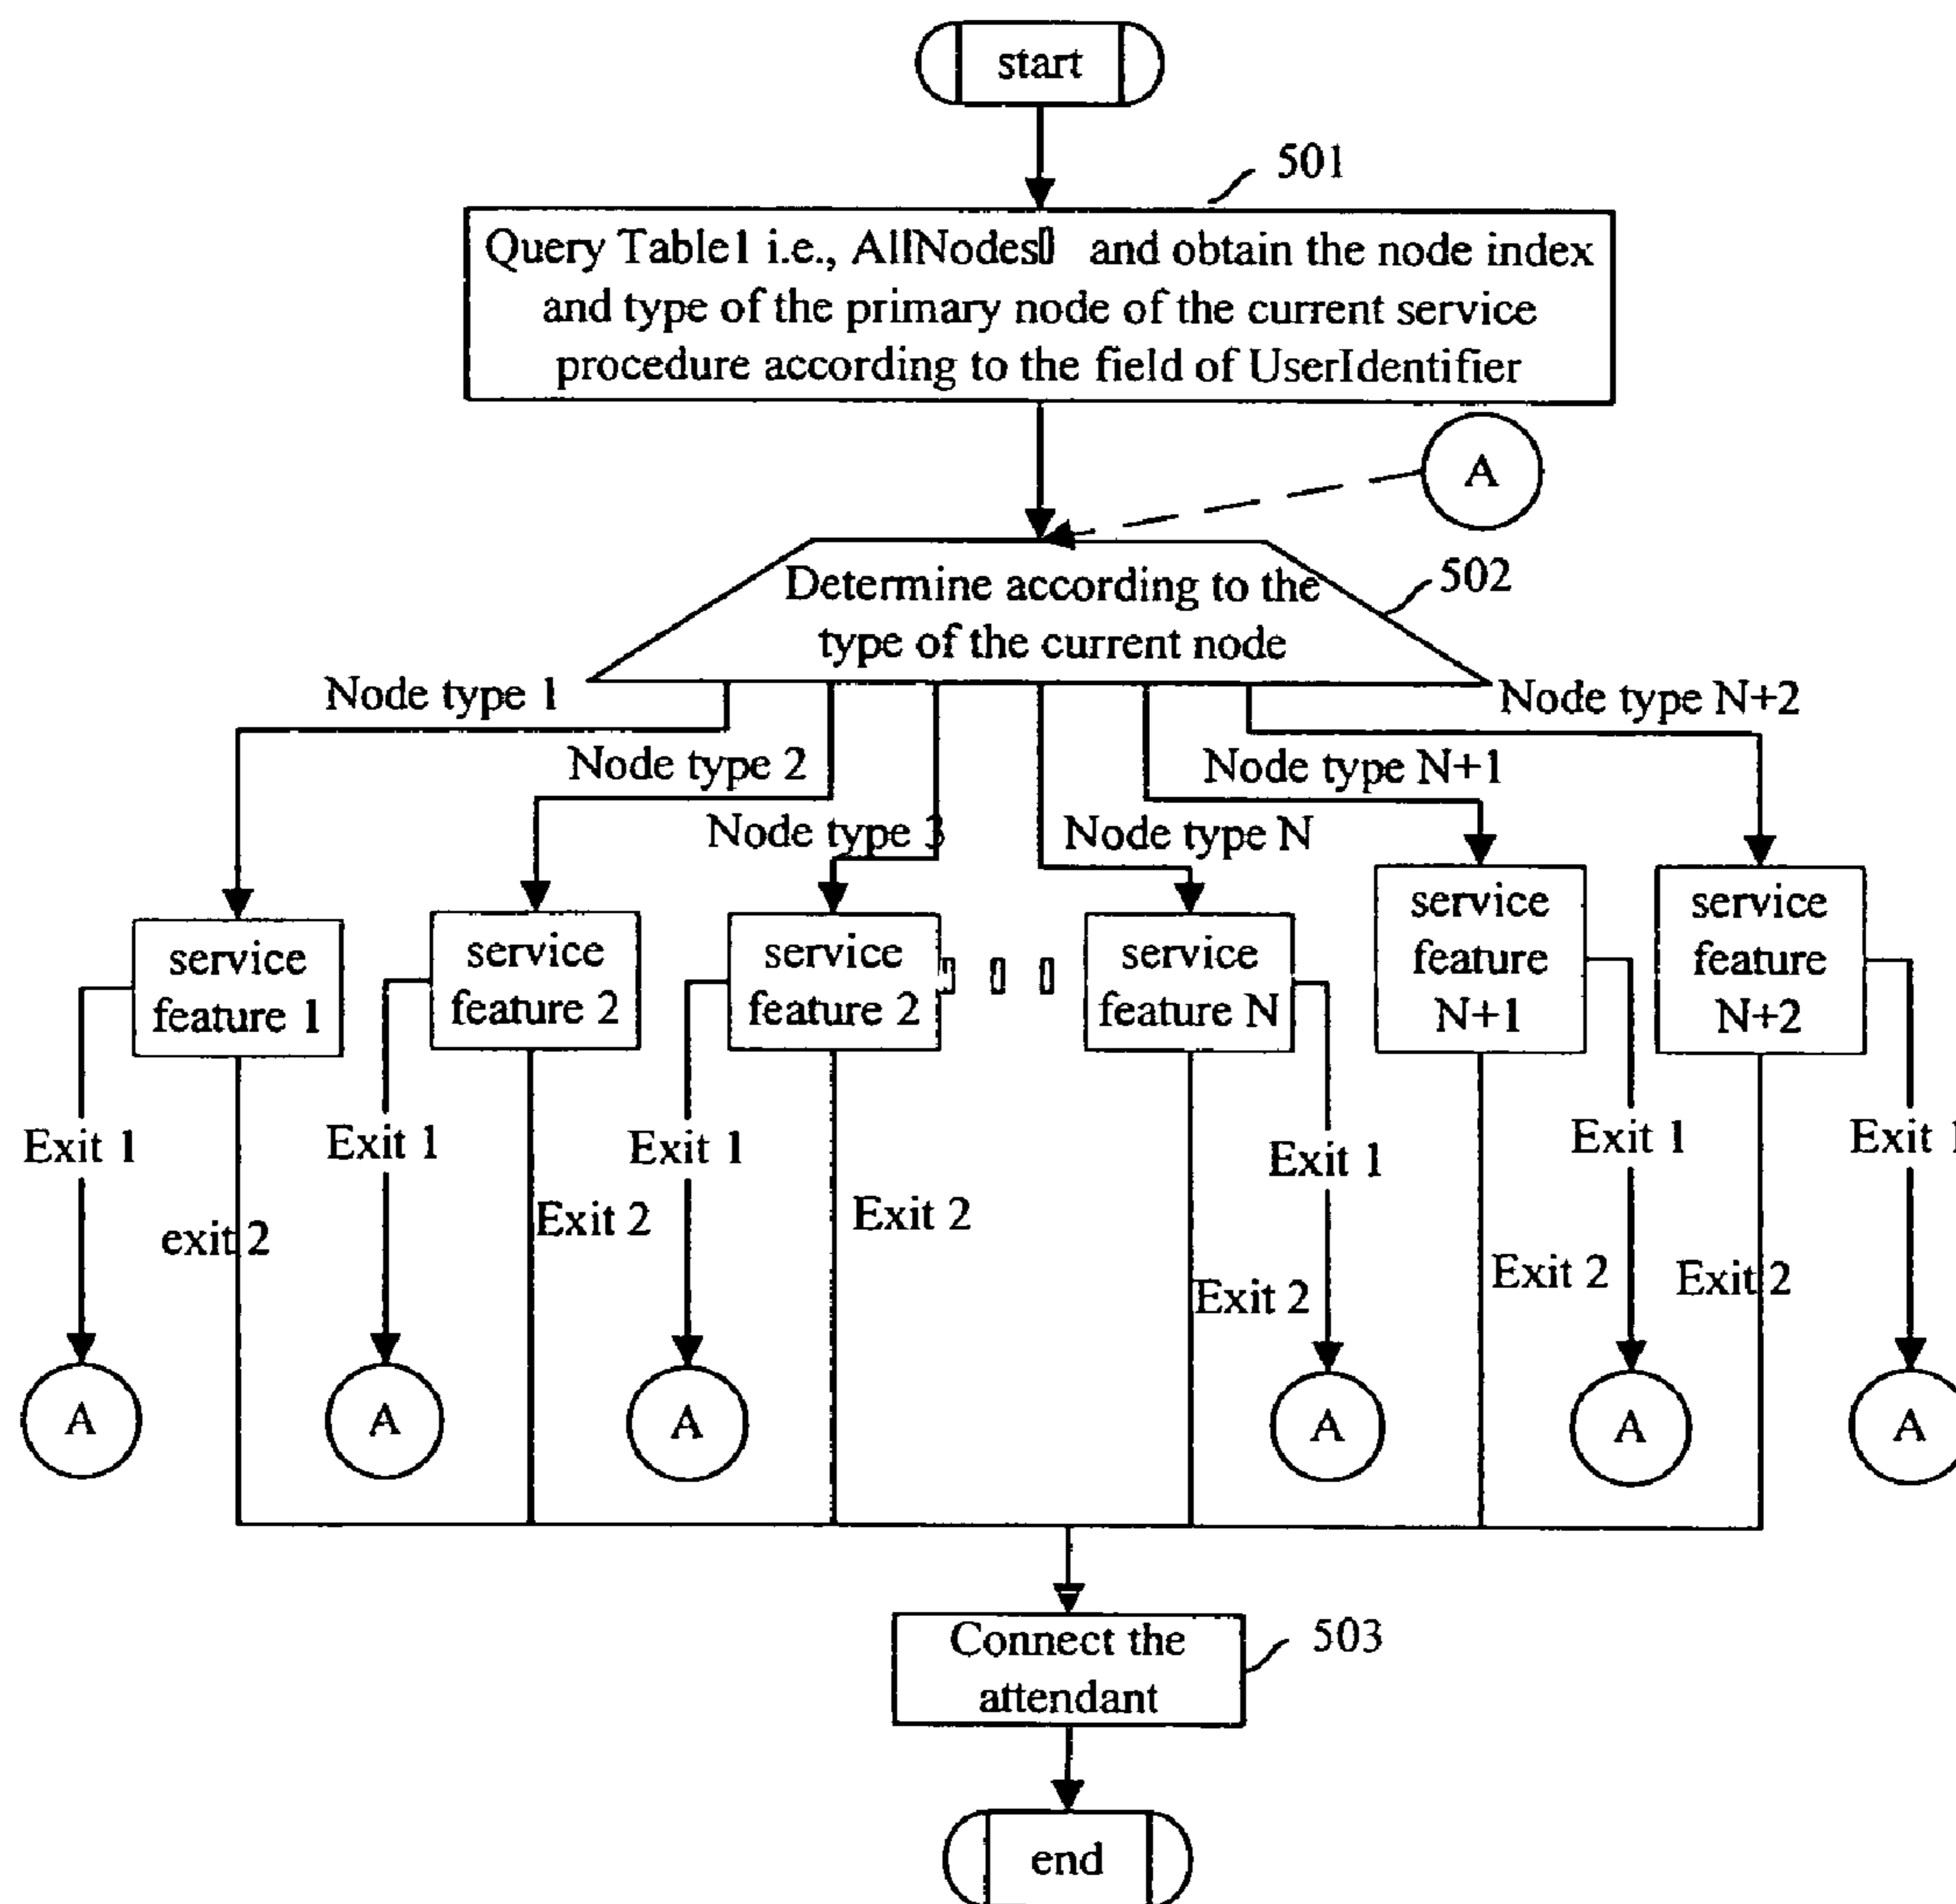 start
501
Query Table1 i.e., AllNodes▯ and obtain the node index
and type of the primary node of the current service
procedure according to the field of UserIdentifier
A
Determine according to the
type of the current node
502
Node type 1
Node type N+2
Node type 2
Node type N+1
Node type 3
Node type N
service
feature 1
service
feature 2
service
feature 2
▯ ▯ ▯
service
feature N
service
feature
N+1
service
feature
N+2
Exit 1
Exit 1
Exit 1
Exit 1
Exit 1
Exit 1
exit 2
Exit 2
Exit 2
Exit 2
Exit 2
Exit 2
A
A
A
A
A
A
Connect the
attendant
503
end